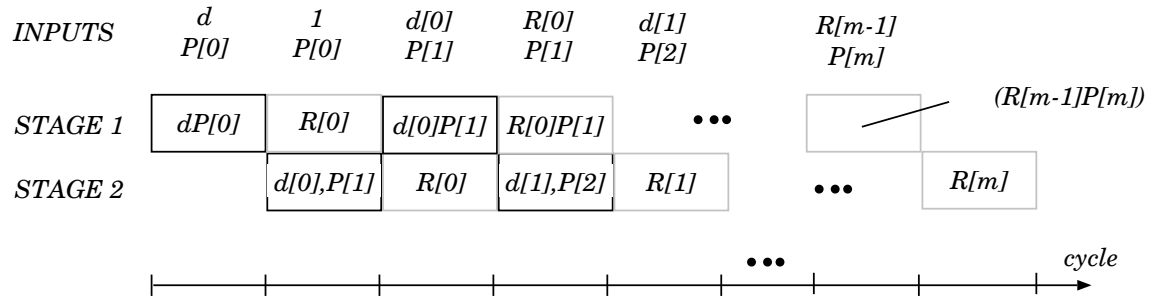 INPUTS d 1 d[0] R[0] d[1] R[m-1]
P[0] P[0] P[1] P[1] P[2] P[m]
STAGE 1 dP[0] R[0] d[0]P[1] R[0]P[1] ••• (R[m-1]P[m])
STAGE 2 d[0],P[1] R[0] d[1],P[2] R[1] ••• R[m]
••• cycle